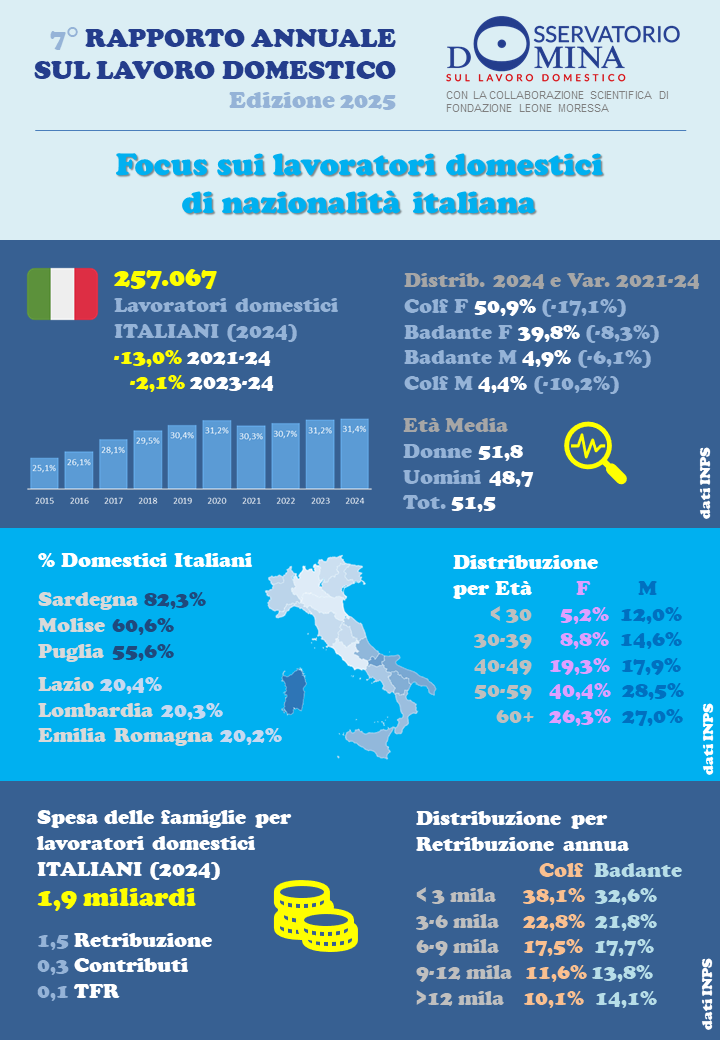 7° RAPPORTO ANNUALE
SUL LAVORO DOMESTICO
Edizione 2025
OSSERVATORIO
DOMINA
SUL LAVORO DOMESTICO
CON LA COLLABORAZIONE SCIENTIFICA DI
FONDAZIONE LEONE MORESSA
Focus sui lavoratori domestici
di nazionalità italiana
257.067
Lavoratori domestici
ITALIANI (2024)
-13,0% 2021-24
-2,1% 2023-24
25,1% 26,1% 28,1% 29,5% 30,4% 31,2% 30,3% 30,7% 31,2% 31,4%
2015 2016 2017 2018 2019 2020 2021 2022 2023 2024
Distrib. 2024 e Var. 2021-24
Colf F 50,9% (-17,1%)
Badante F 39,8% (-8,3%)
Badante M 4,9% (-6,1%)
Colf M 4,4% (-10,2%)
Età Media
Donne 51,8
Uomini 48,7
Tot. 51,5
dati INPS
% Domestici Italiani
Sardegna 82,3%
Molise 60,6%
Puglia 55,6%
Lazio 20,4%
Lombardia 20,3%
Emilia Romagna 20,2%
Distribuzione
per Età F M
< 30 5,2% 12,0%
30-39 8,8% 14,6%
40-49 19,3% 17,9%
50-59 40,4% 28,5%
60+ 26,3% 27,0%
dati INPS
Spesa delle famiglie per
lavoratori domestici
ITALIANI (2024)
1,9 miliardi
1,5 Retribuzione
0,3 Contributi
0,1 TFR
Distribuzione per
Retribuzione annua
Colf Badante
< 3 mila 38,1% 32,6%
3-6 mila 22,8% 21,8%
6-9 mila 17,5% 17,7%
9-12 mila 11,6% 13,8%
>12 mila 10,1% 14,1%
dati INPS